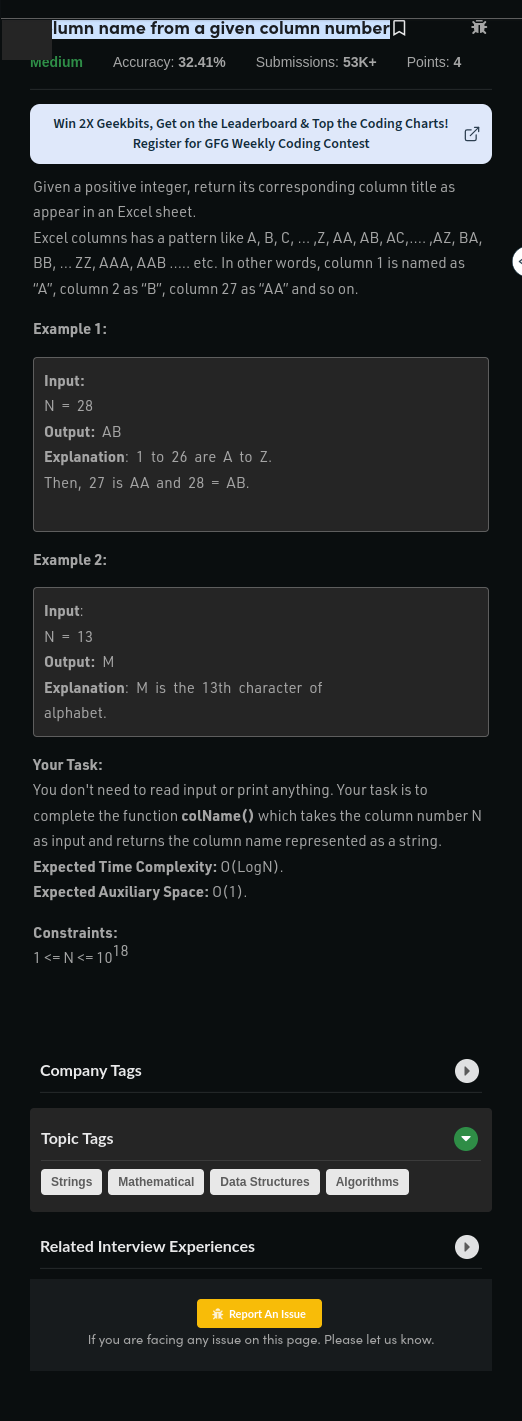 lumn name from a given column number
Medium Accuracy: 32.41% Submissions: 53K+ Points: 4
Win 2X Geekbits, Get on the Leaderboard & Top the Coding Charts!
Register for GFG Weekly Coding Contest
Given a positive integer, return its corresponding column title as
appear in an Excel sheet.
Excel columns has a pattern like A, B, C, ... ,Z, AA, AB, AC,.... ,AZ, BA,
BB, ... ZZ, AAA, AAB ..... etc. In other words, column 1 is named as
“A”, column 2 as “B”, column 27 as “AA” and so on.
Example 1:
Input:
N = 28
Output: AB
Explanation: 1 to 26 are A to Z.
Then, 27 is AA and 28 = AB.
Example 2:
Input:
N = 13
Output: M
Explanation: M is the 13th character of
alphabet.
Your Task:
You don't need to read input or print anything. Your task is to
complete the function colName() which takes the column number N
as input and returns the column name represented as a string.
Expected Time Complexity: O(LogN).
Expected Auxiliary Space: O(1).
Constraints:
1 <= N <= 10^18
Company Tags
Topic Tags
Strings Mathematical Data Structures Algorithms
Related Interview Experiences
Report An Issue
If you are facing any issue on this page. Please let us know.